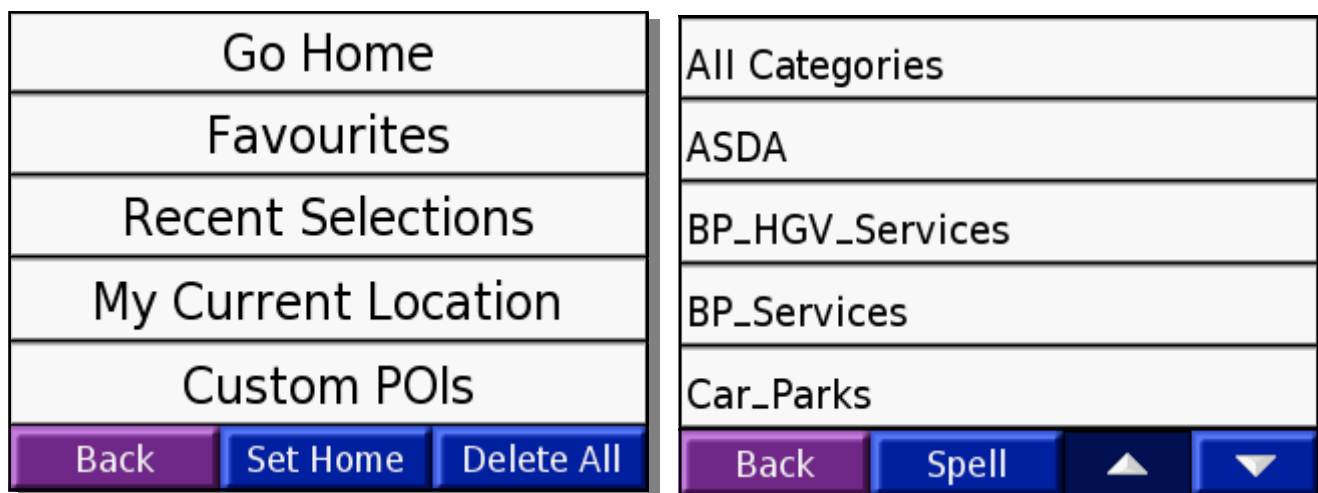 Go Home
Favourites
Recent Selections
My Current Location
Custom POIs
Back Set Home Delete All
All Categories
ASDA
BP_HGV_Services
BP_Services
Car_Parks
Back Spell